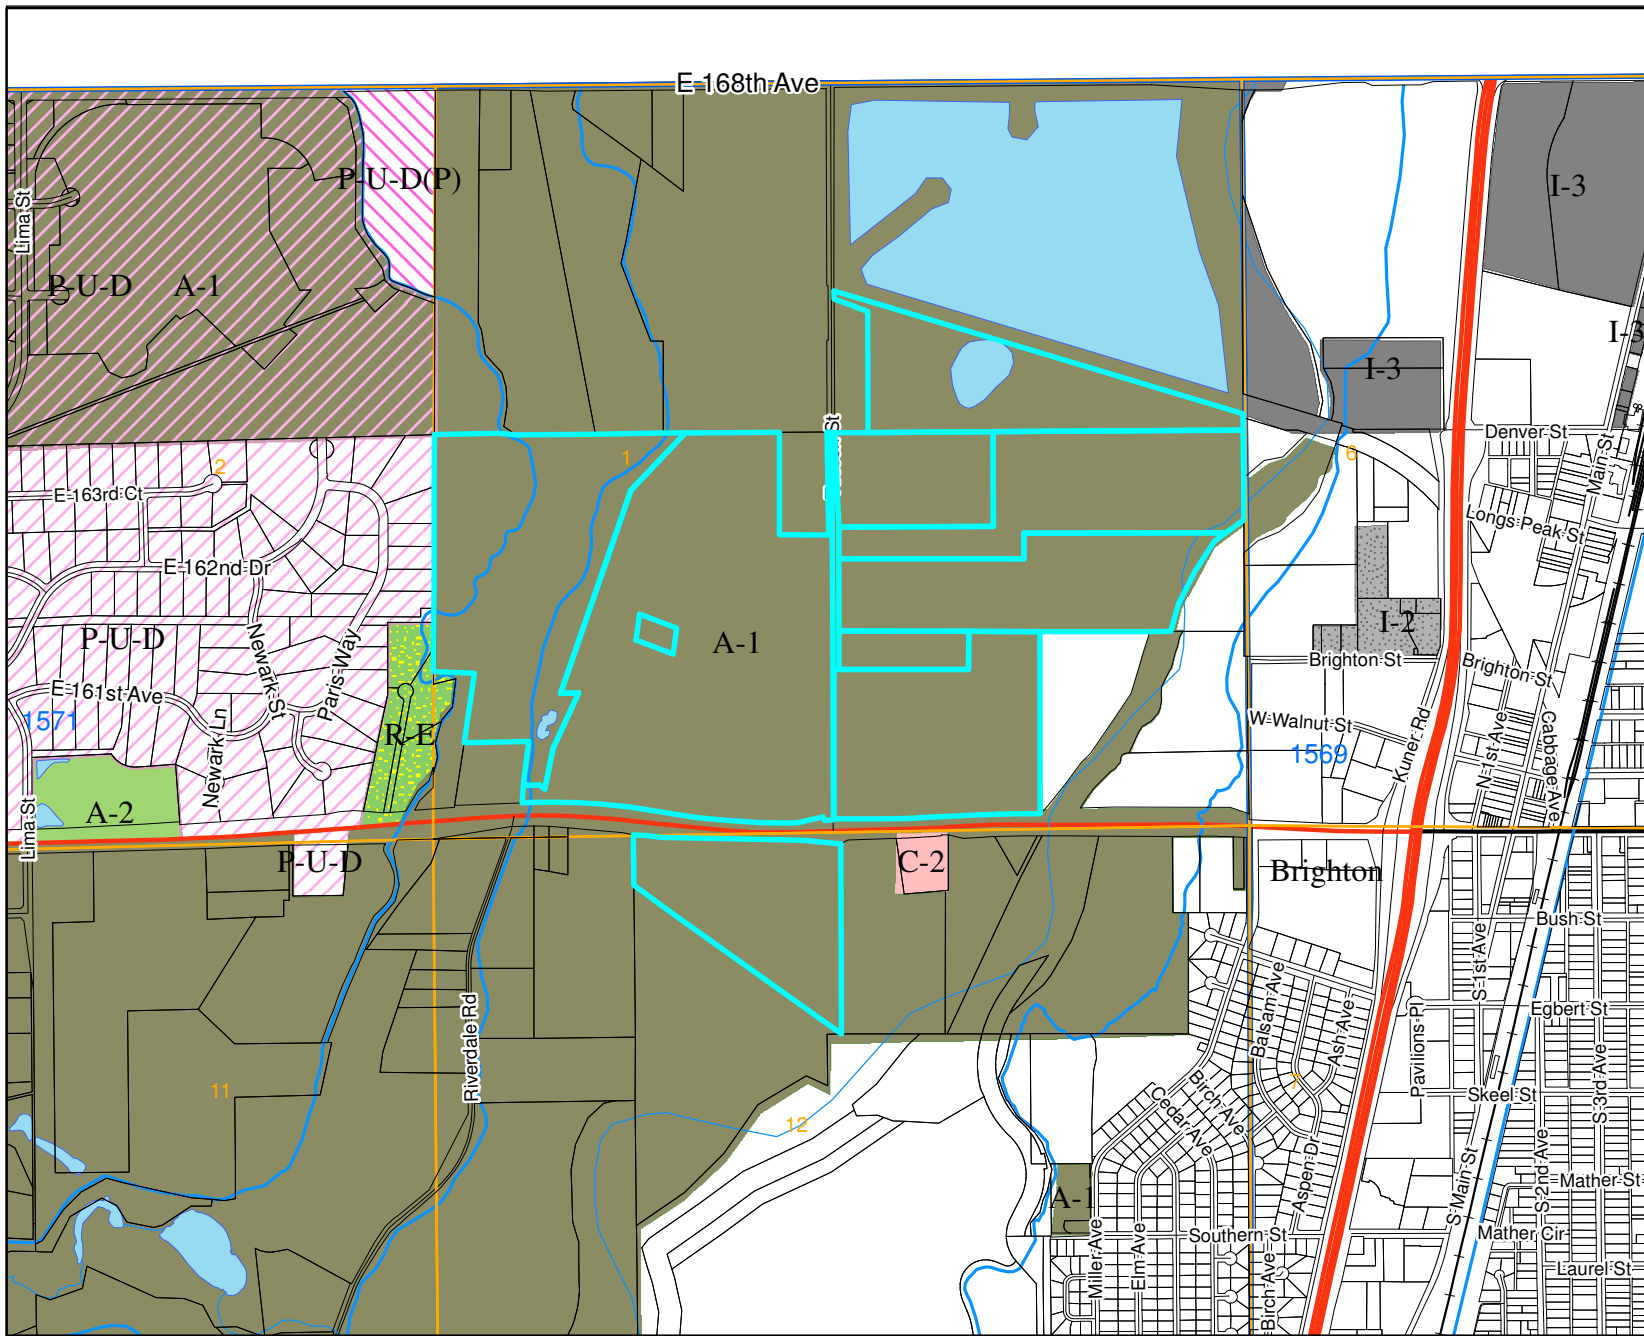 E 168th Ave
P-U-D(P)
I-3
Lima St
P-U-D
A-1
I-3
I-3
St
Denver St
Main St
2
1
6
E 163rd Ct
Longs Peak St
E 162nd Dr
P-U-D
Newark St
Paris Way
A-1
I-2
Brighton St
Brighton St
E 161st Ave
1571
Newark Ln
R-E
W Walnut St
1569
Kuner Rd
N 1st Ave
Cabbage Ave
A-2
Lima St
P-U-D
C-2
Brighton
Bush St
S 1st Ave
Riverdale Rd
Balsam Ave
Ash Ave
Pavilions Pl
Egbert St
11
12
7
Birch Ave
Cedar Ave
Skeel St
S 3rd Ave
S 2nd Ave
Aspen Dr
A-1
Mather St
S Main St
Miller Ave
Elm Ave
Southern St
Birch Ave
Mather Cir
Laurel St